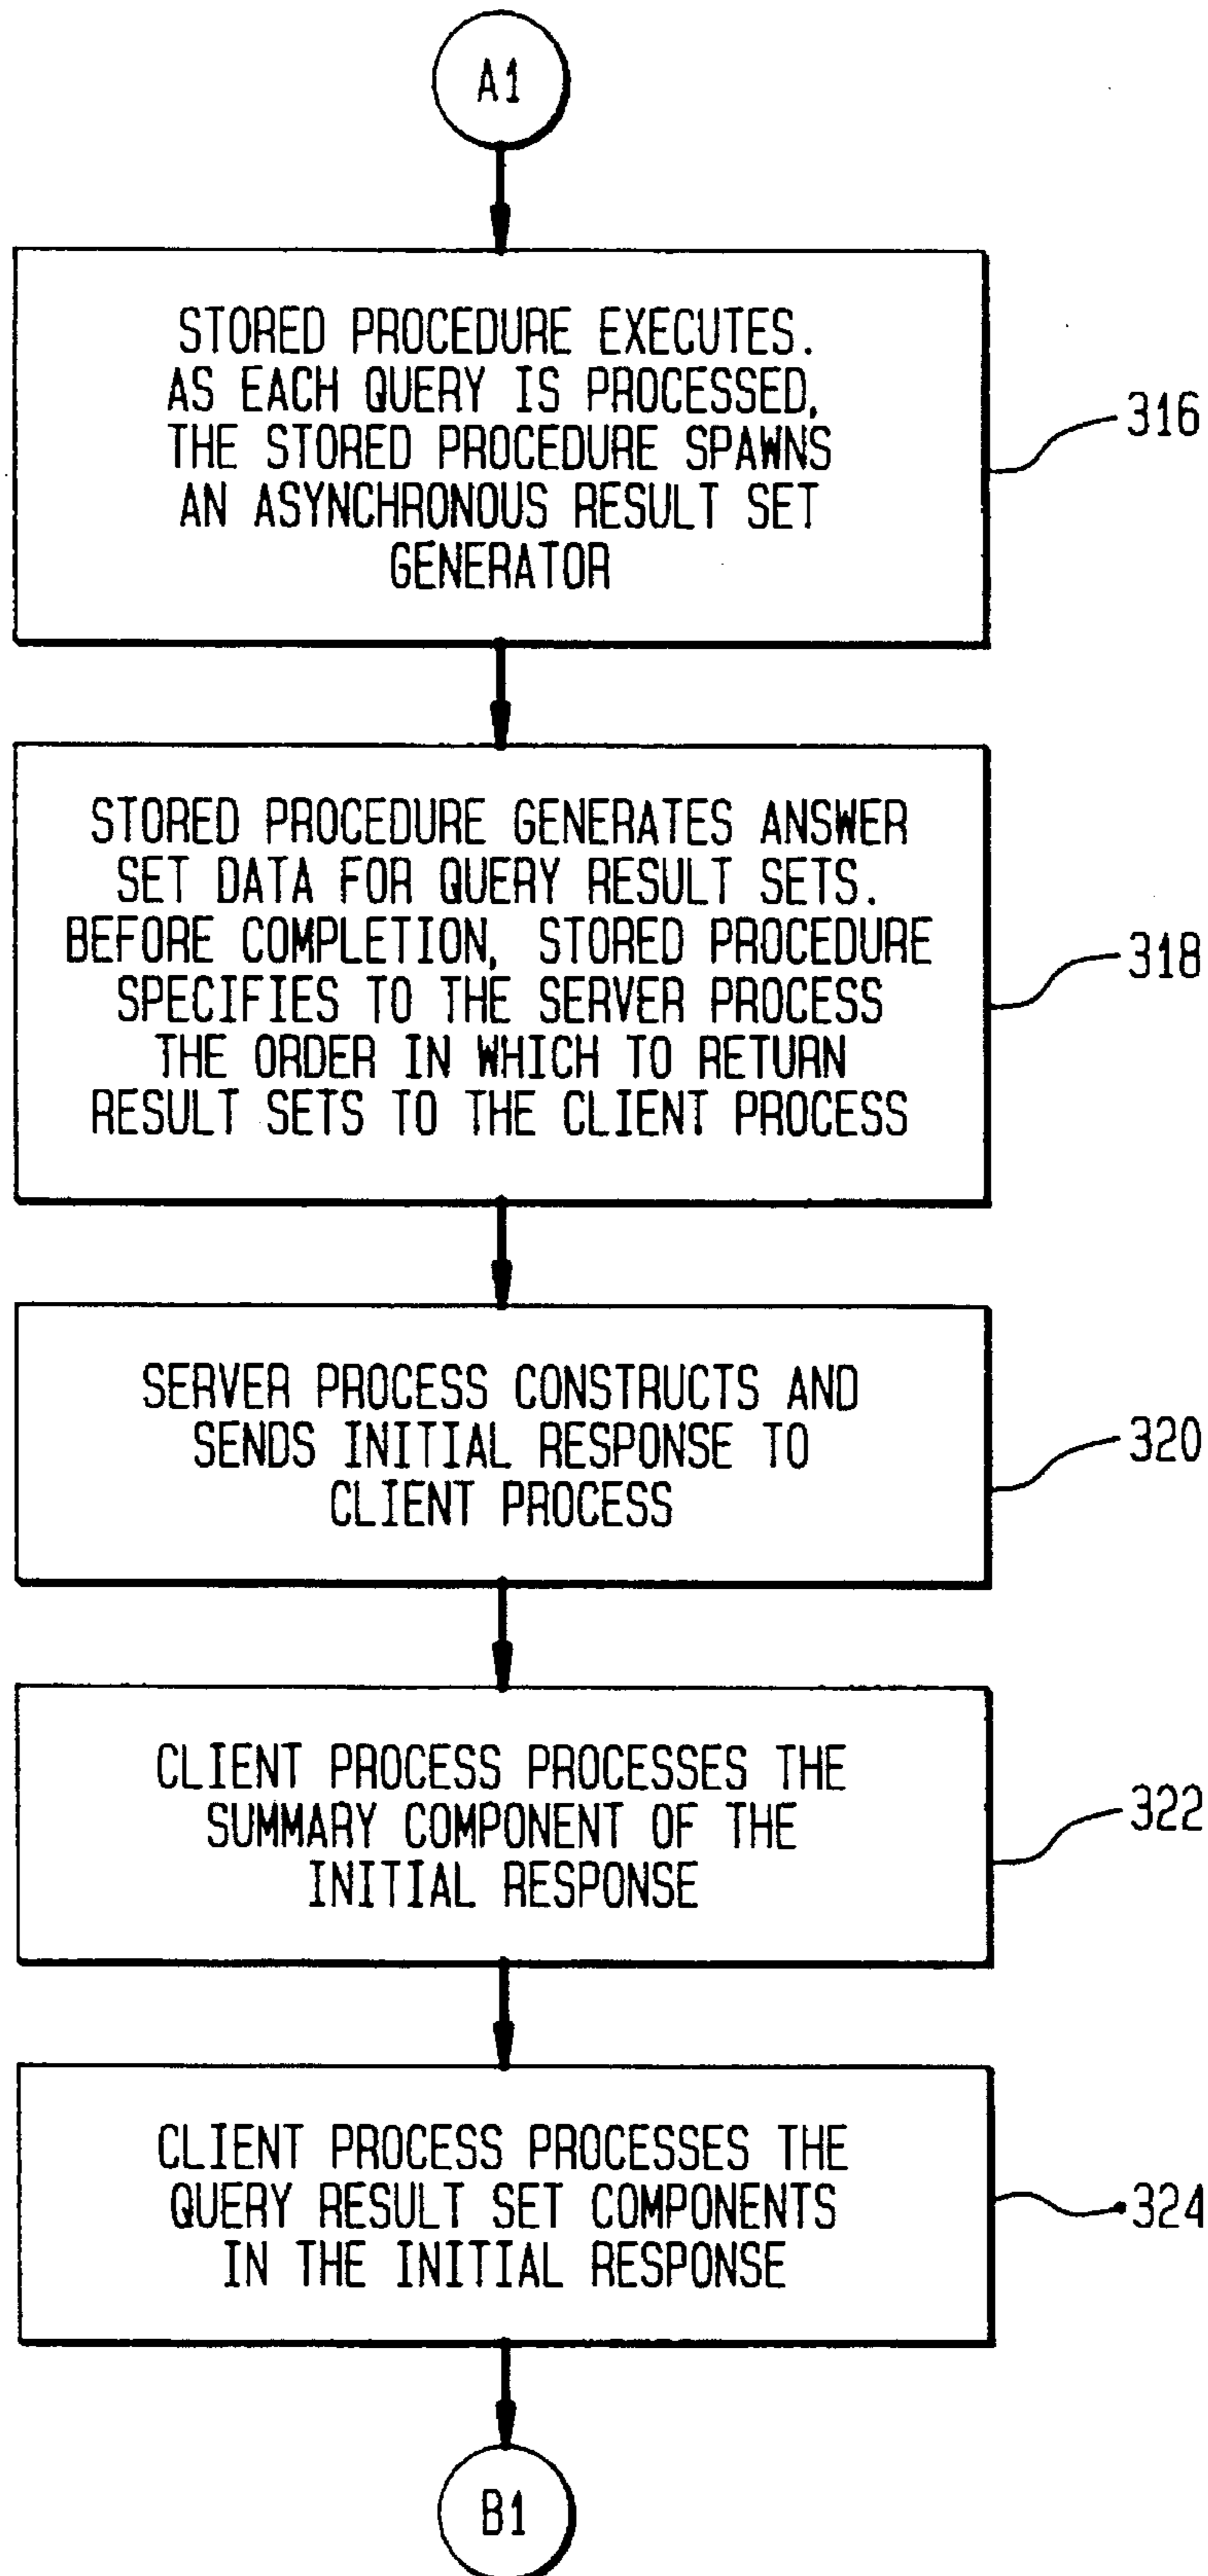 A1
STORED PROCEDURE EXECUTES.
AS EACH QUERY IS PROCESSED,
THE STORED PROCEDURE SPAWNS
AN ASYNCHRONOUS RESULT SET
GENERATOR
316
STORED PROCEDURE GENERATES ANSWER
SET DATA FOR QUERY RESULT SETS.
BEFORE COMPLETION, STORED PROCEDURE
SPECIFIES TO THE SERVER PROCESS
THE ORDER IN WHICH TO RETURN
RESULT SETS TO THE CLIENT PROCESS
318
SERVER PROCESS CONSTRUCTS AND
SENDS INITIAL RESPONSE TO
CLIENT PROCESS
320
CLIENT PROCESS PROCESSES THE
SUMMARY COMPONENT OF THE
INITIAL RESPONSE
322
CLIENT PROCESS PROCESSES THE
QUERY RESULT SET COMPONENTS
IN THE INITIAL RESPONSE
324
B1